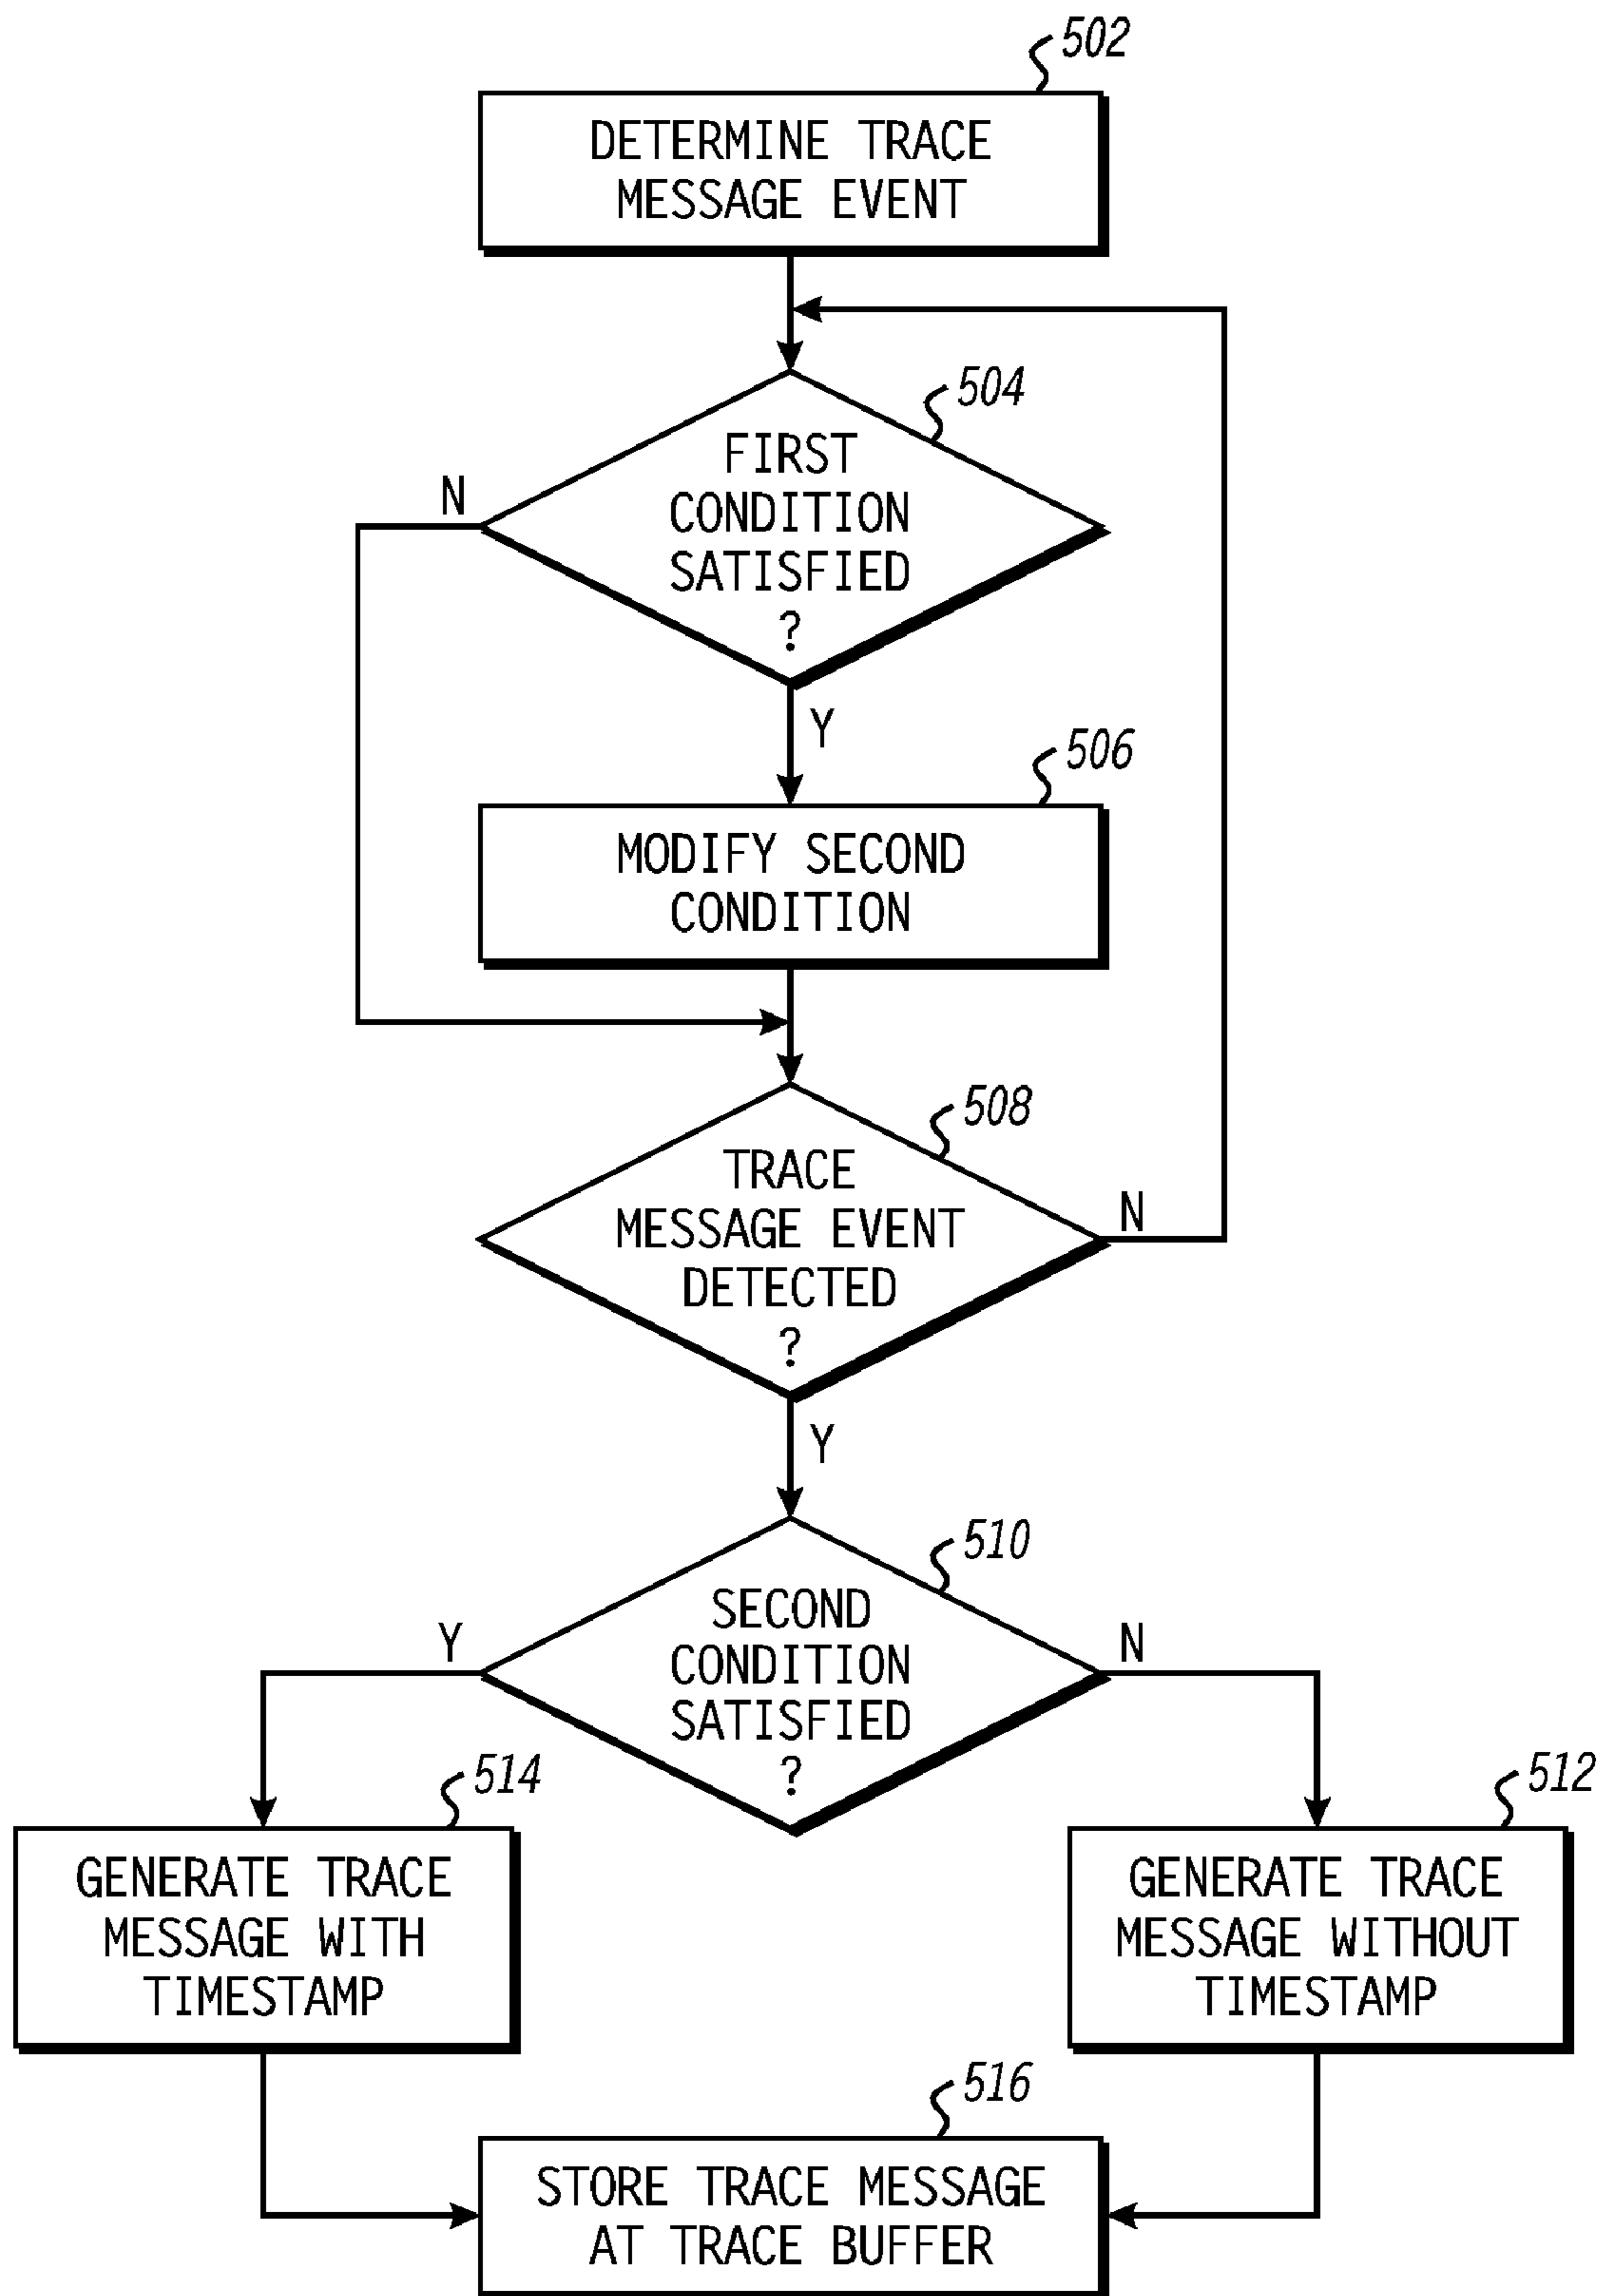 502
DETERMINE TRACE
MESSAGE EVENT
504
FIRST
CONDITION
SATISFIED
?
N
Y
506
MODIFY SECOND
CONDITION
508
TRACE
MESSAGE EVENT
DETECTED
?
N
Y
510
SECOND
CONDITION
SATISFIED
?
Y
N
514
GENERATE TRACE
MESSAGE WITH
TIMESTAMP
512
GENERATE TRACE
MESSAGE WITHOUT
TIMESTAMP
516
STORE TRACE MESSAGE
AT TRACE BUFFER